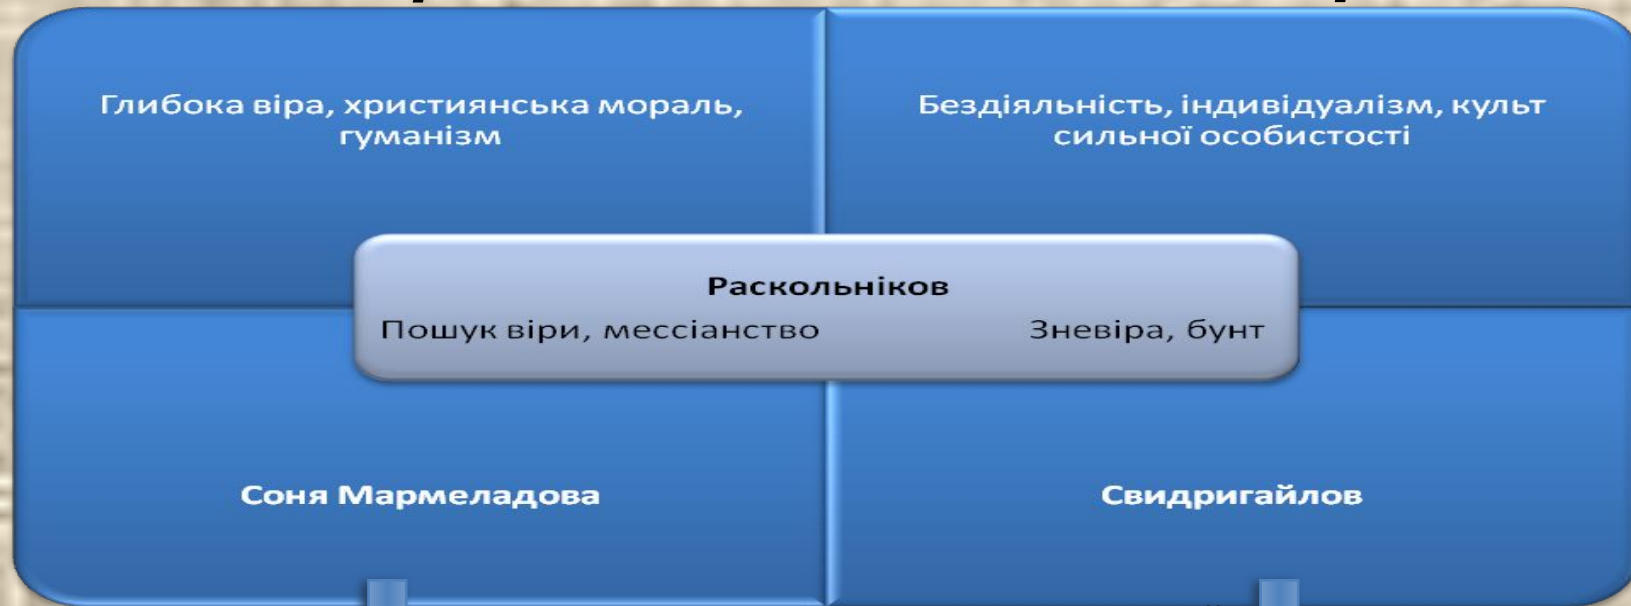 Глибока віра, християнська мораль,
гуманізм
Бездіяльність, індивідуалізм, культ
сильної особистості
Раскольніков
Пошук віри, мессіанство Зневіра, бунт
Соня Мармеладова
Свидригайлов